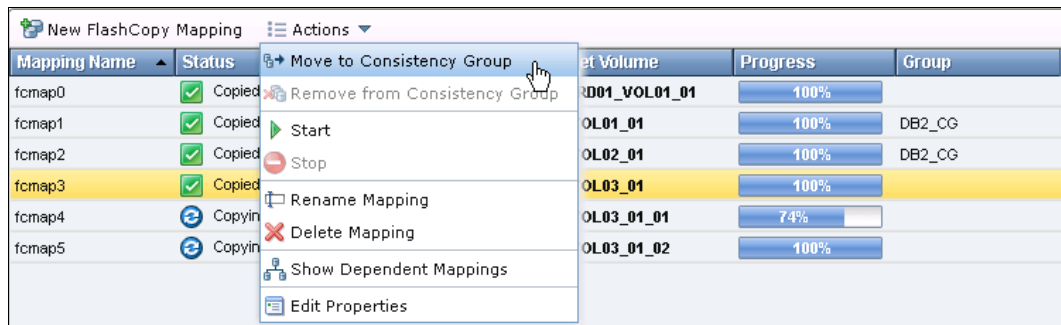 New FlashCopy Mapping Actions
Mapping Name Status et Volume Progress Group
Move to Consistency Group
fcmap0 Copied D01_VOL01_01 100%
Remove from Consistency Group
fcmap1 Copied OL01_01 100% DB2_CG
Start
fcmap2 Copied OL02_01 100% DB2_CG
Stop
fcmap3 Copied OL03_01 100%
Rename Mapping
fcmap4 Copyin OL03_01_01 74%
Delete Mapping
fcmap5 Copyin OL03_01_02 100%
Show Dependent Mappings
Edit Properties